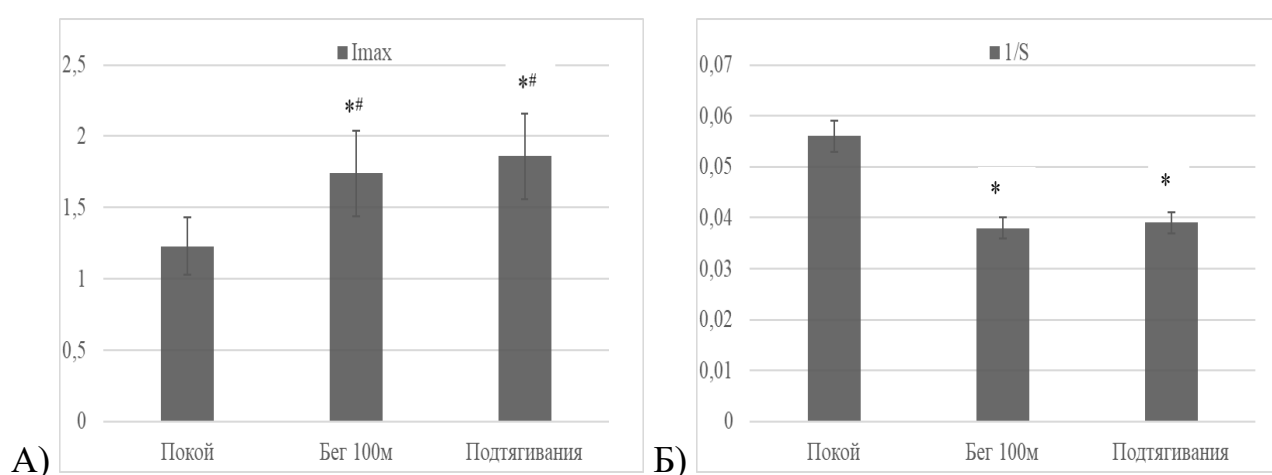 Imax
2,5
2
1,5
1
0,5
0
*#
*#
Покой
Бег 100м
Подтягивания
А)
1/S
0,07
0,06
0,05
0,04
0,03
0,02
0,01
0
*
*
Покой
Бег 100м
Подтягивания
Б)